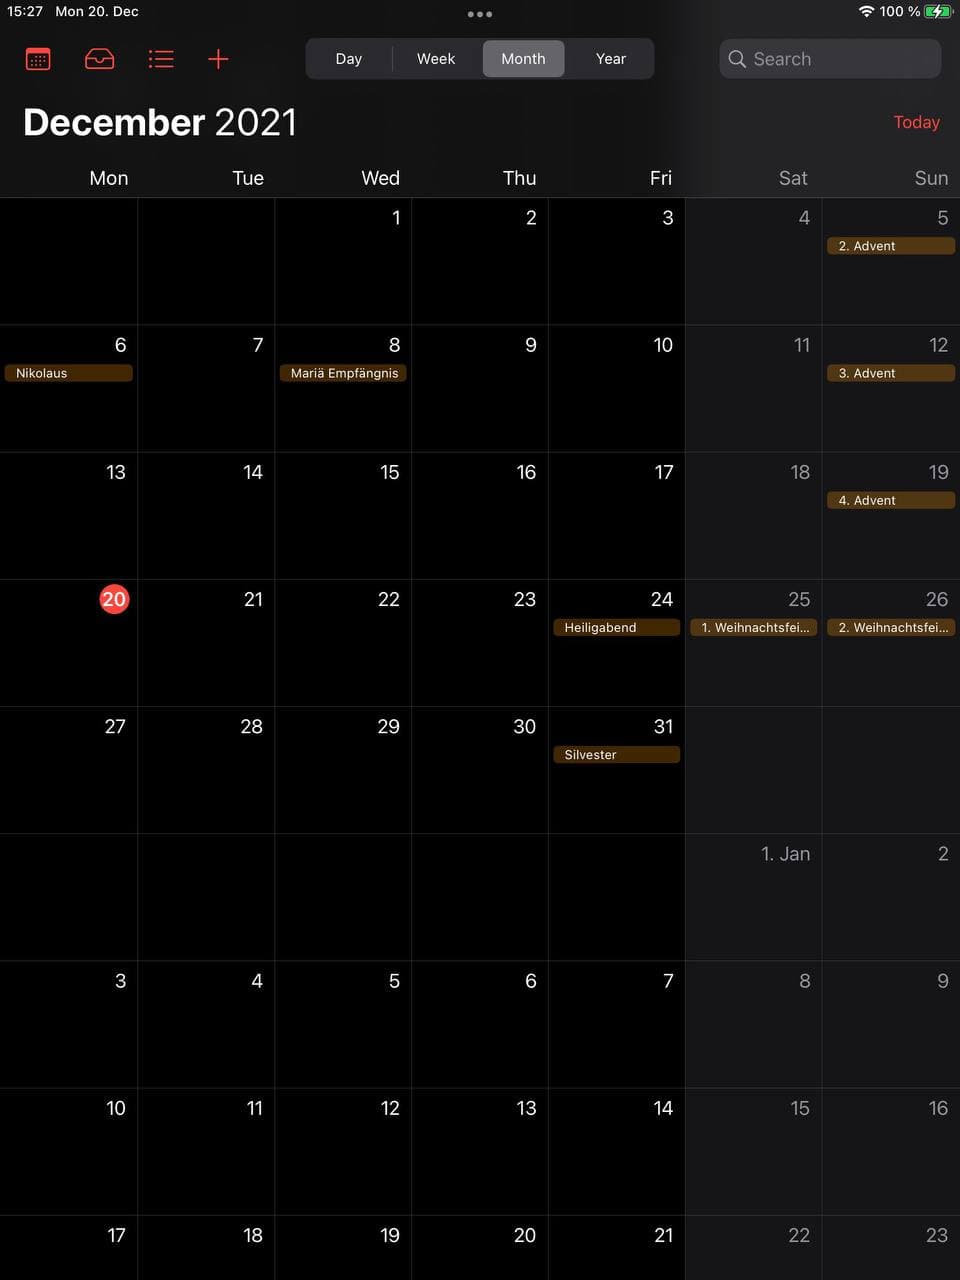 15:27 Mon 20. Dec 100 %
Day Week Month Year Search
December 2021 Today
Mon Tue Wed Thu Fri Sat Sun
1 2 3 4 5
2. Advent
6 7 8 9 10 11 12
Nikolaus Mariä Empfängnis 3. Advent
13 14 15 16 17 18 19
4. Advent
20 21 22 23 24 25 26
Heiligabend 1. Weihnachtsfei... 2. Weihnachtsfei...
27 28 29 30 31
Silvester
1. Jan 2
3 4 5 6 7 8 9
10 11 12 13 14 15 16
17 18 19 20 21 22 23